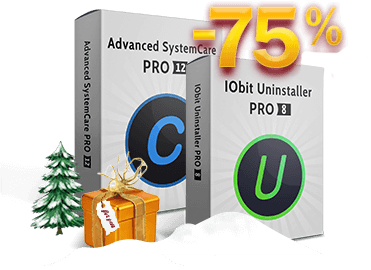 -75%
Advanced SystemCare
PRO 12
Advanced SystemCare PRO 12
C
IObit Uninstaller
PRO 8
IObit Uninstaller PRO 8
U